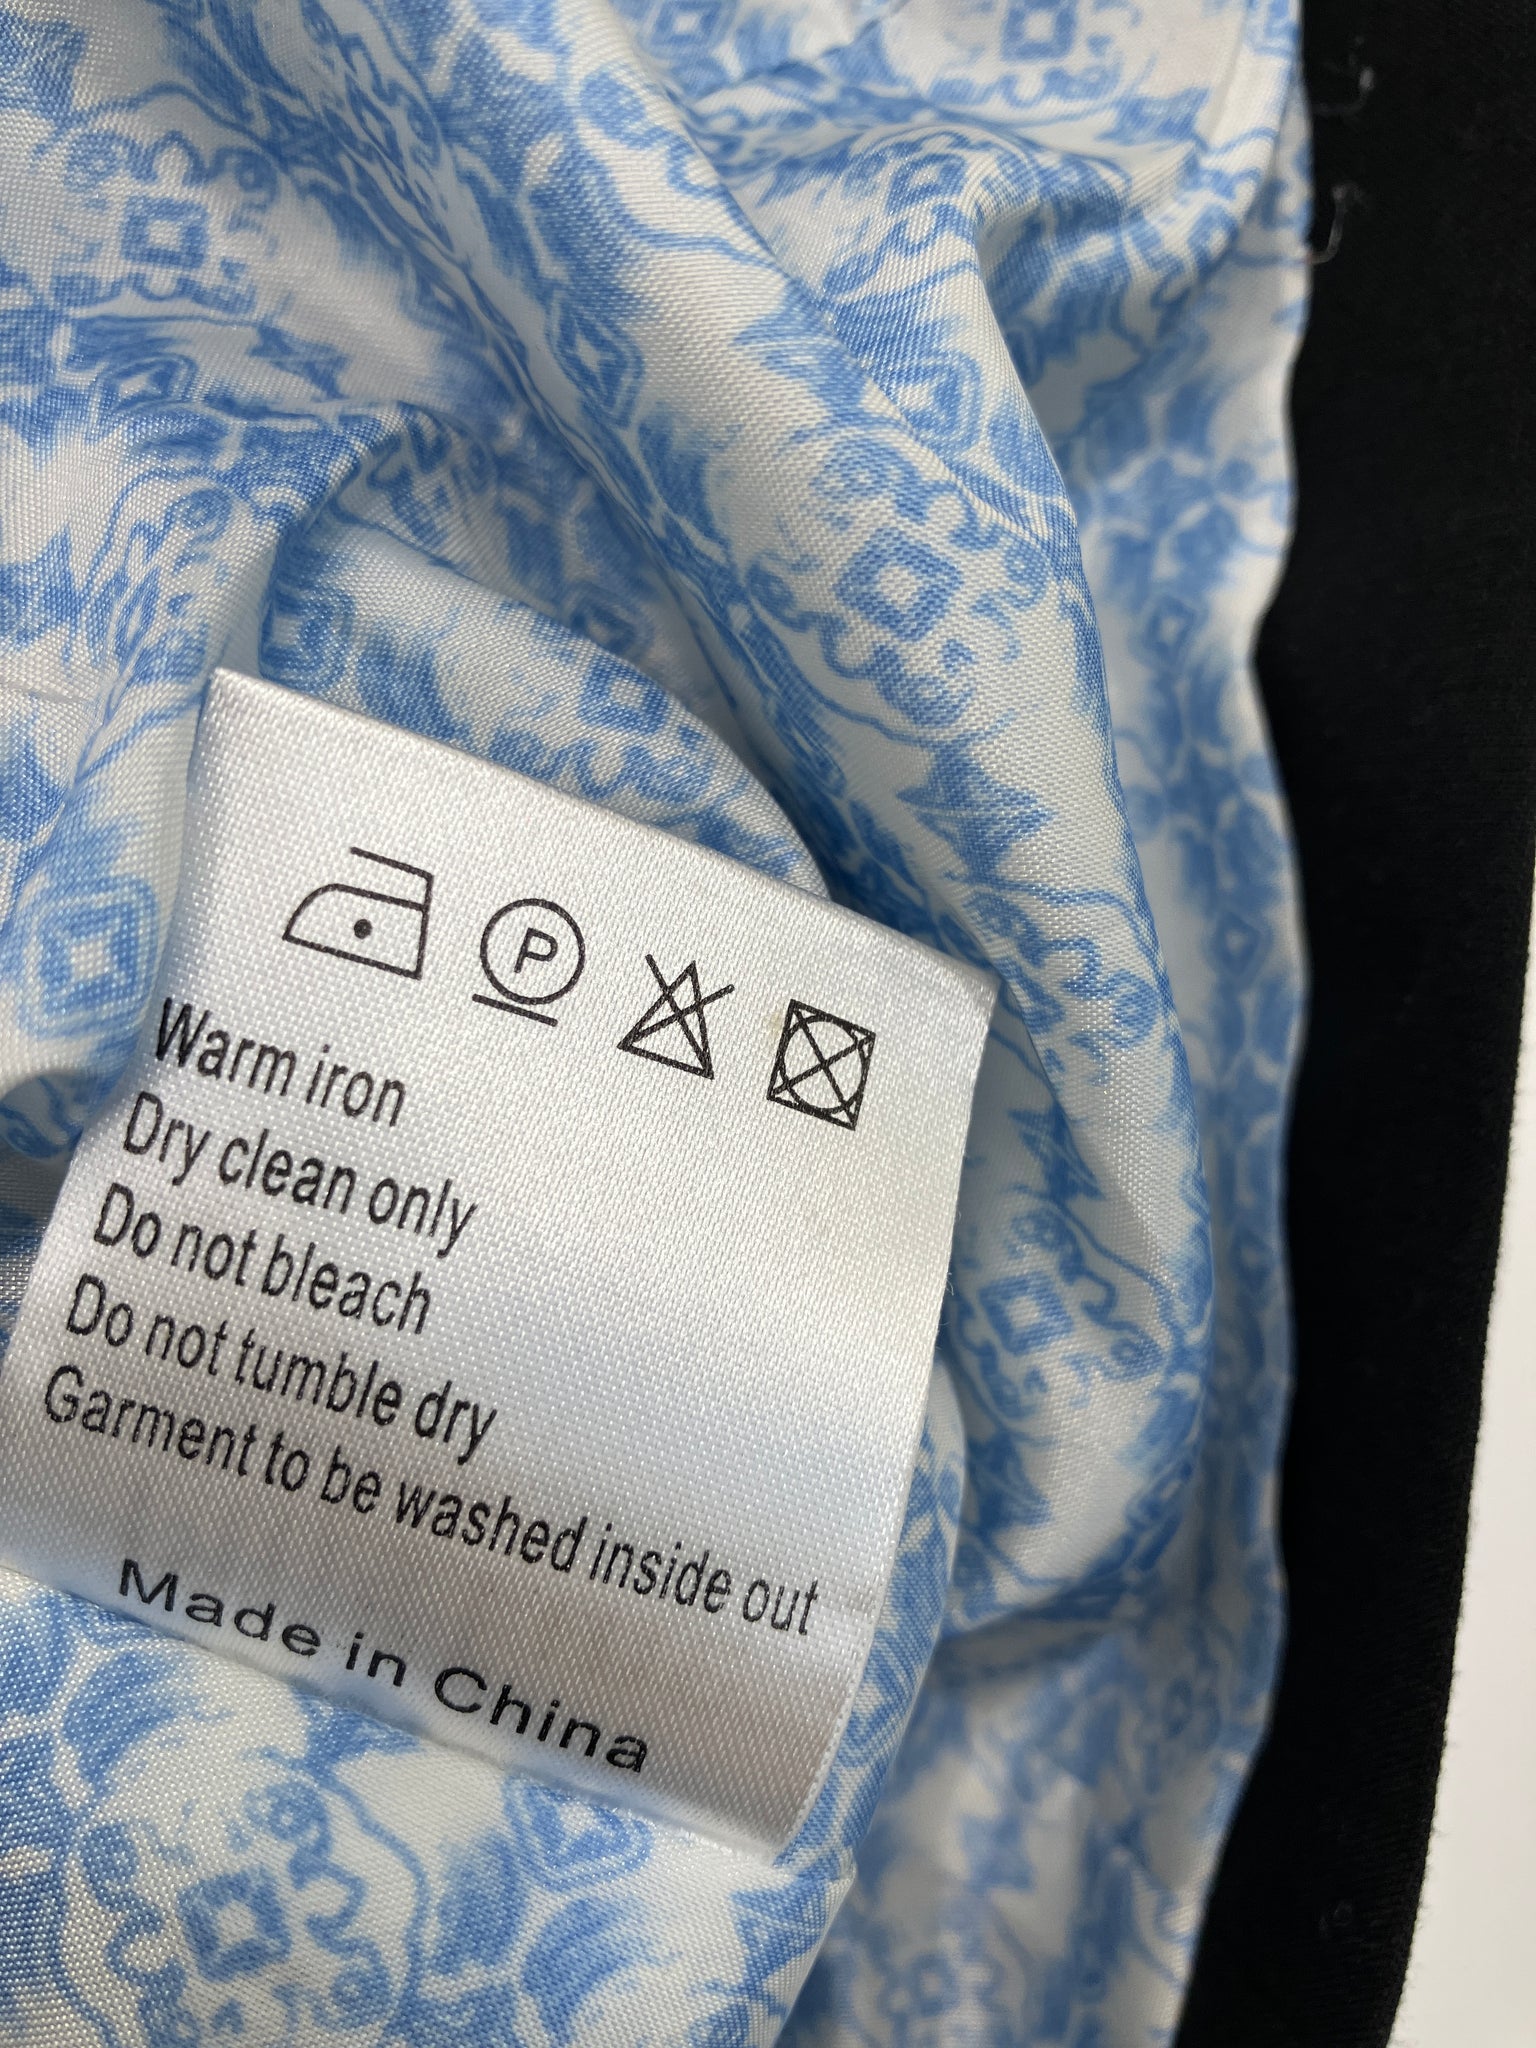 P
Warm iron
Dry clean only
Do not bleach
Do not tumble dry
Garment to be washed inside out
Made in China